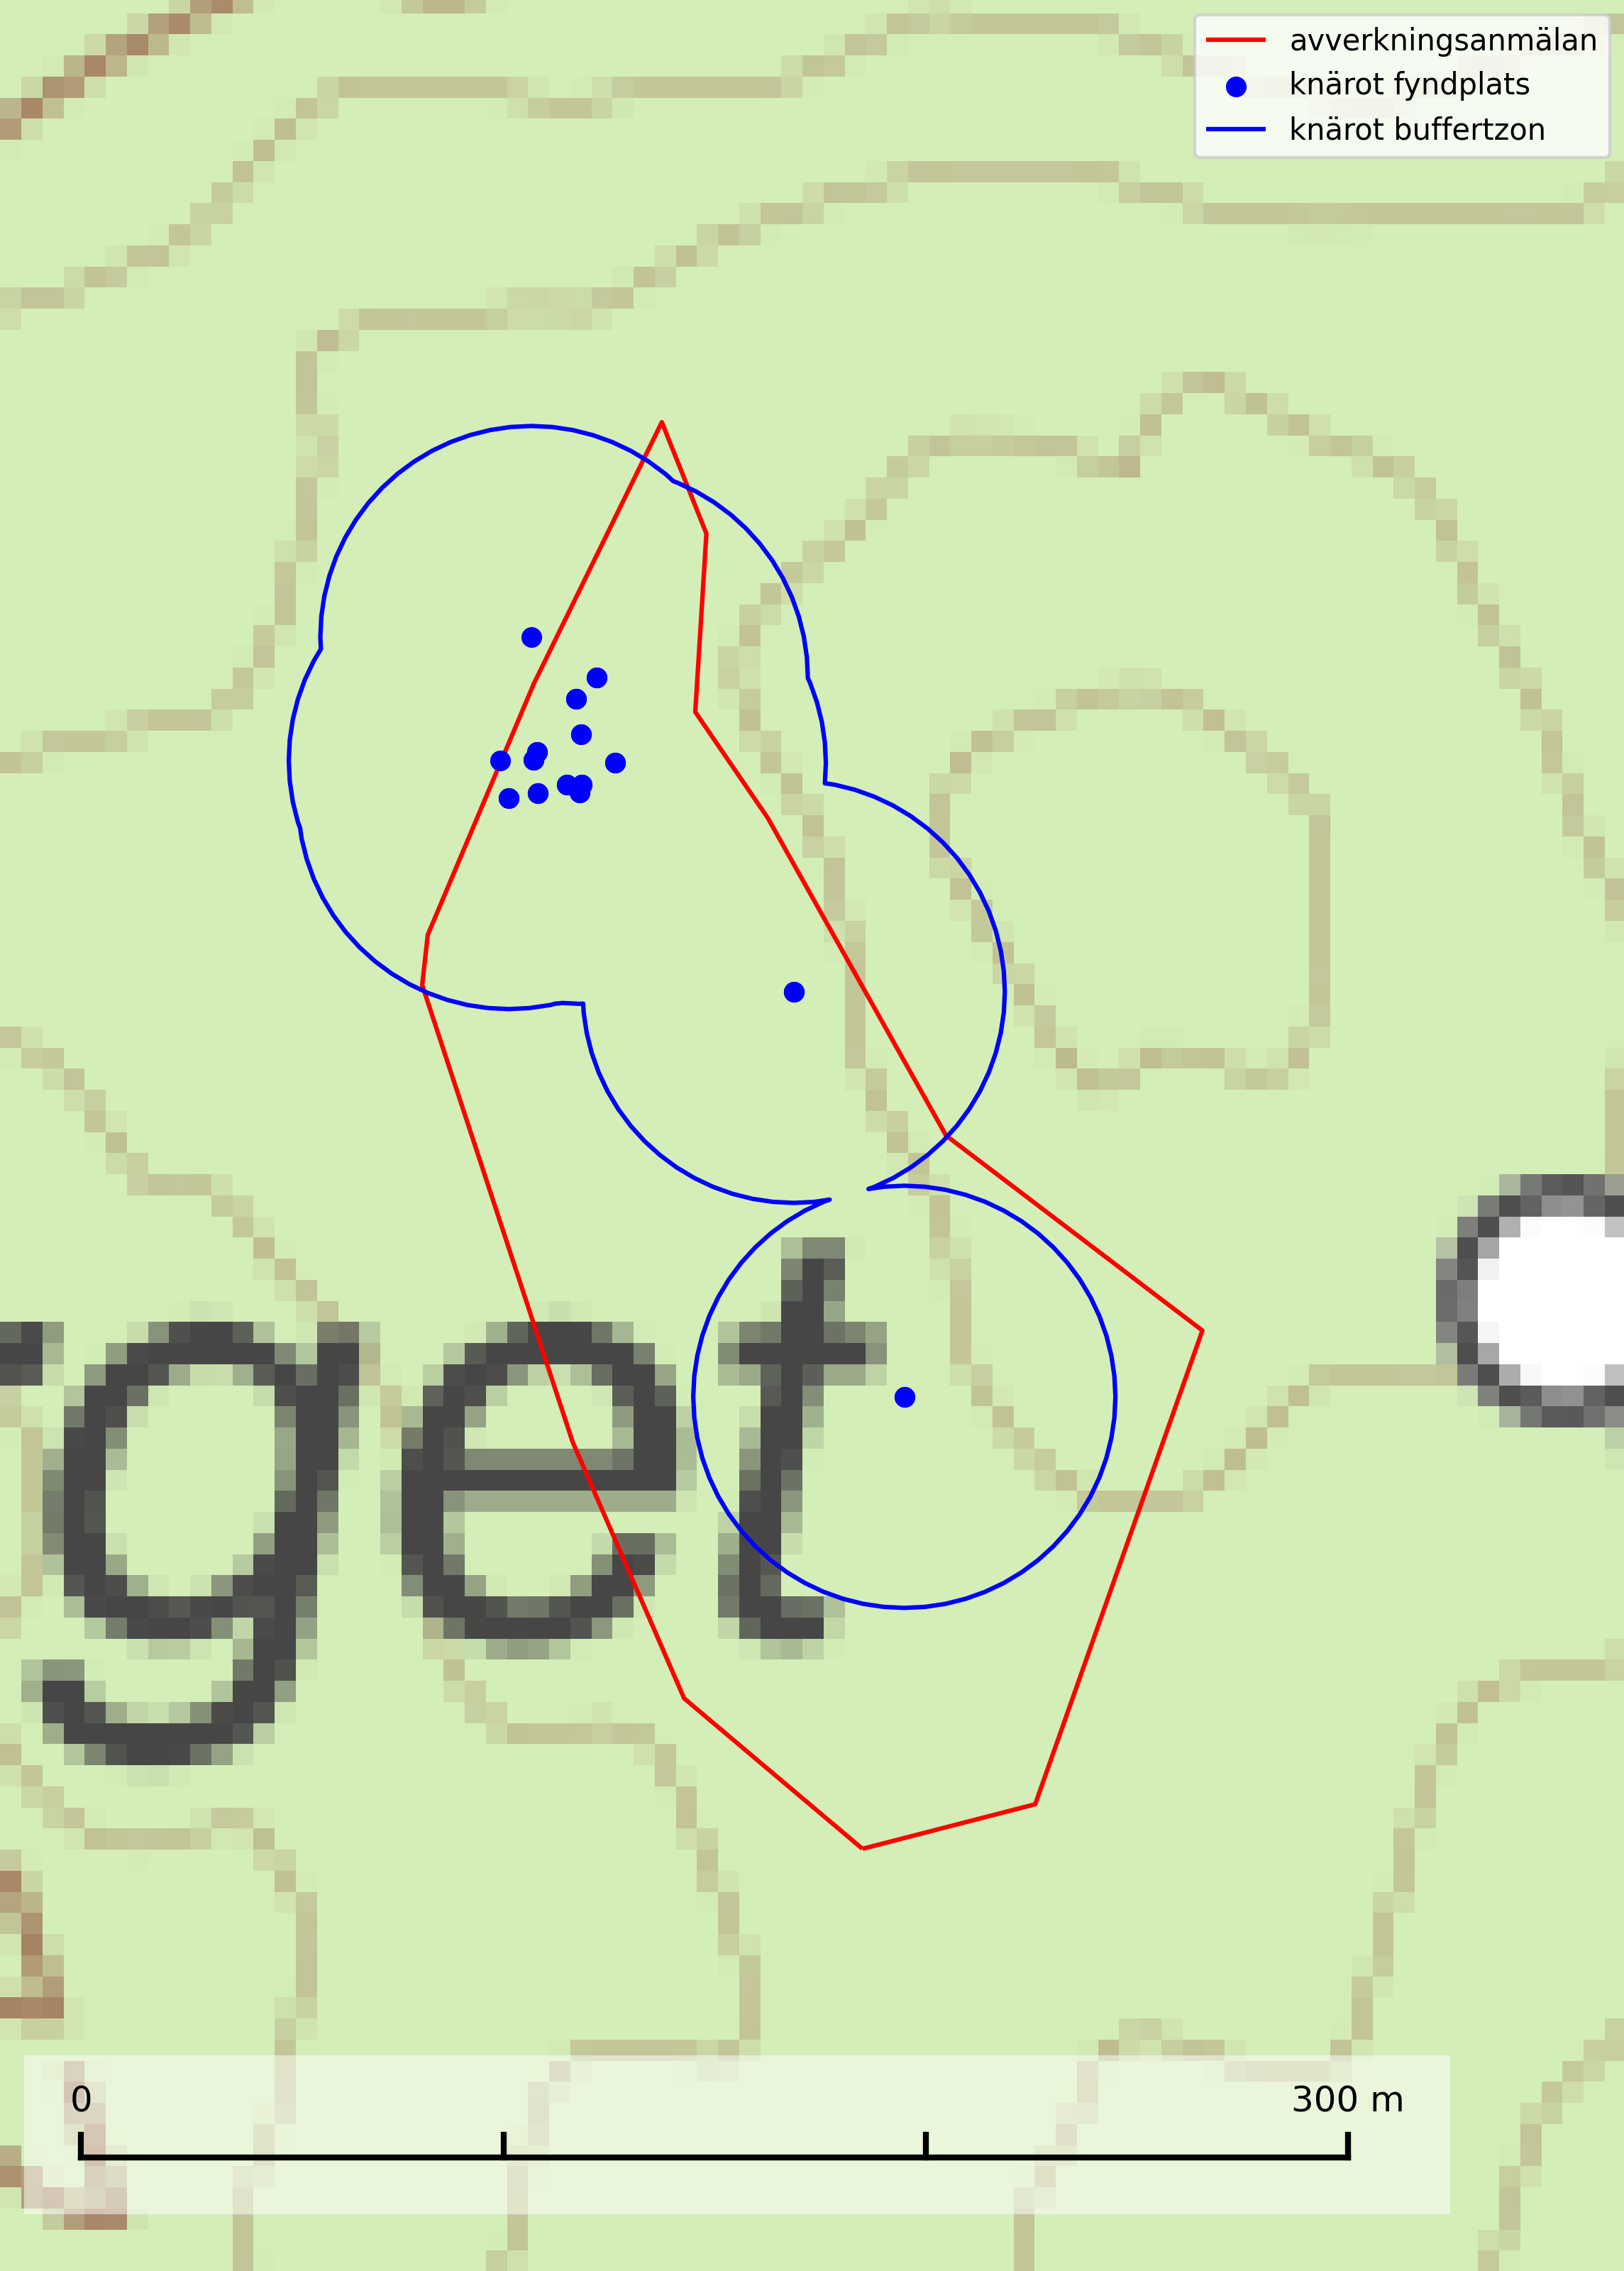 avverkningsanmälan
knärot fyndplats
knärot buffertzon
get
0 300 m